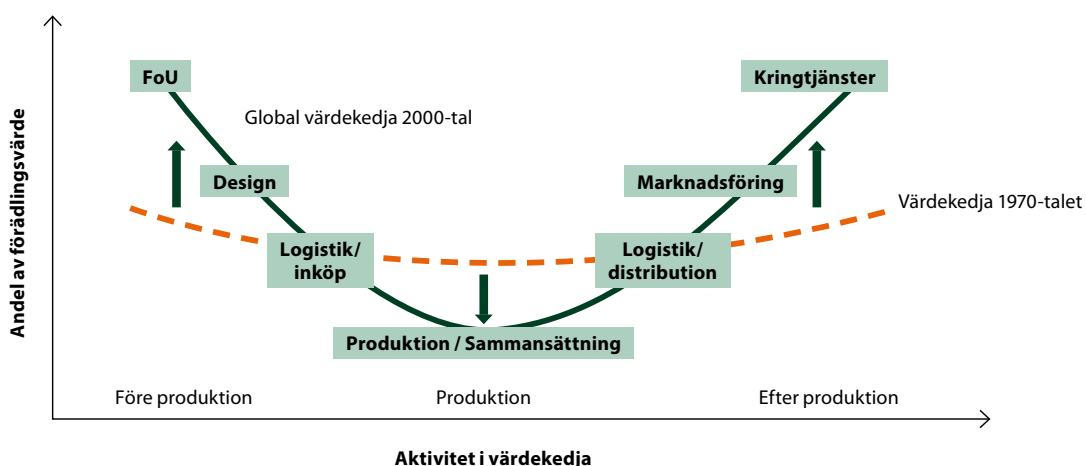 FoU
Kringtjänster
Global värdekedja 2000-tal
Design
Marknadsföring
Värdekedja 1970-talet
Logistik/
inköp
Logistik/
distribution
Produktion / Sammansättning
Före produktion
Produktion
Efter produktion
Andel av förädlingsvärde
Aktivitet i värdekedja